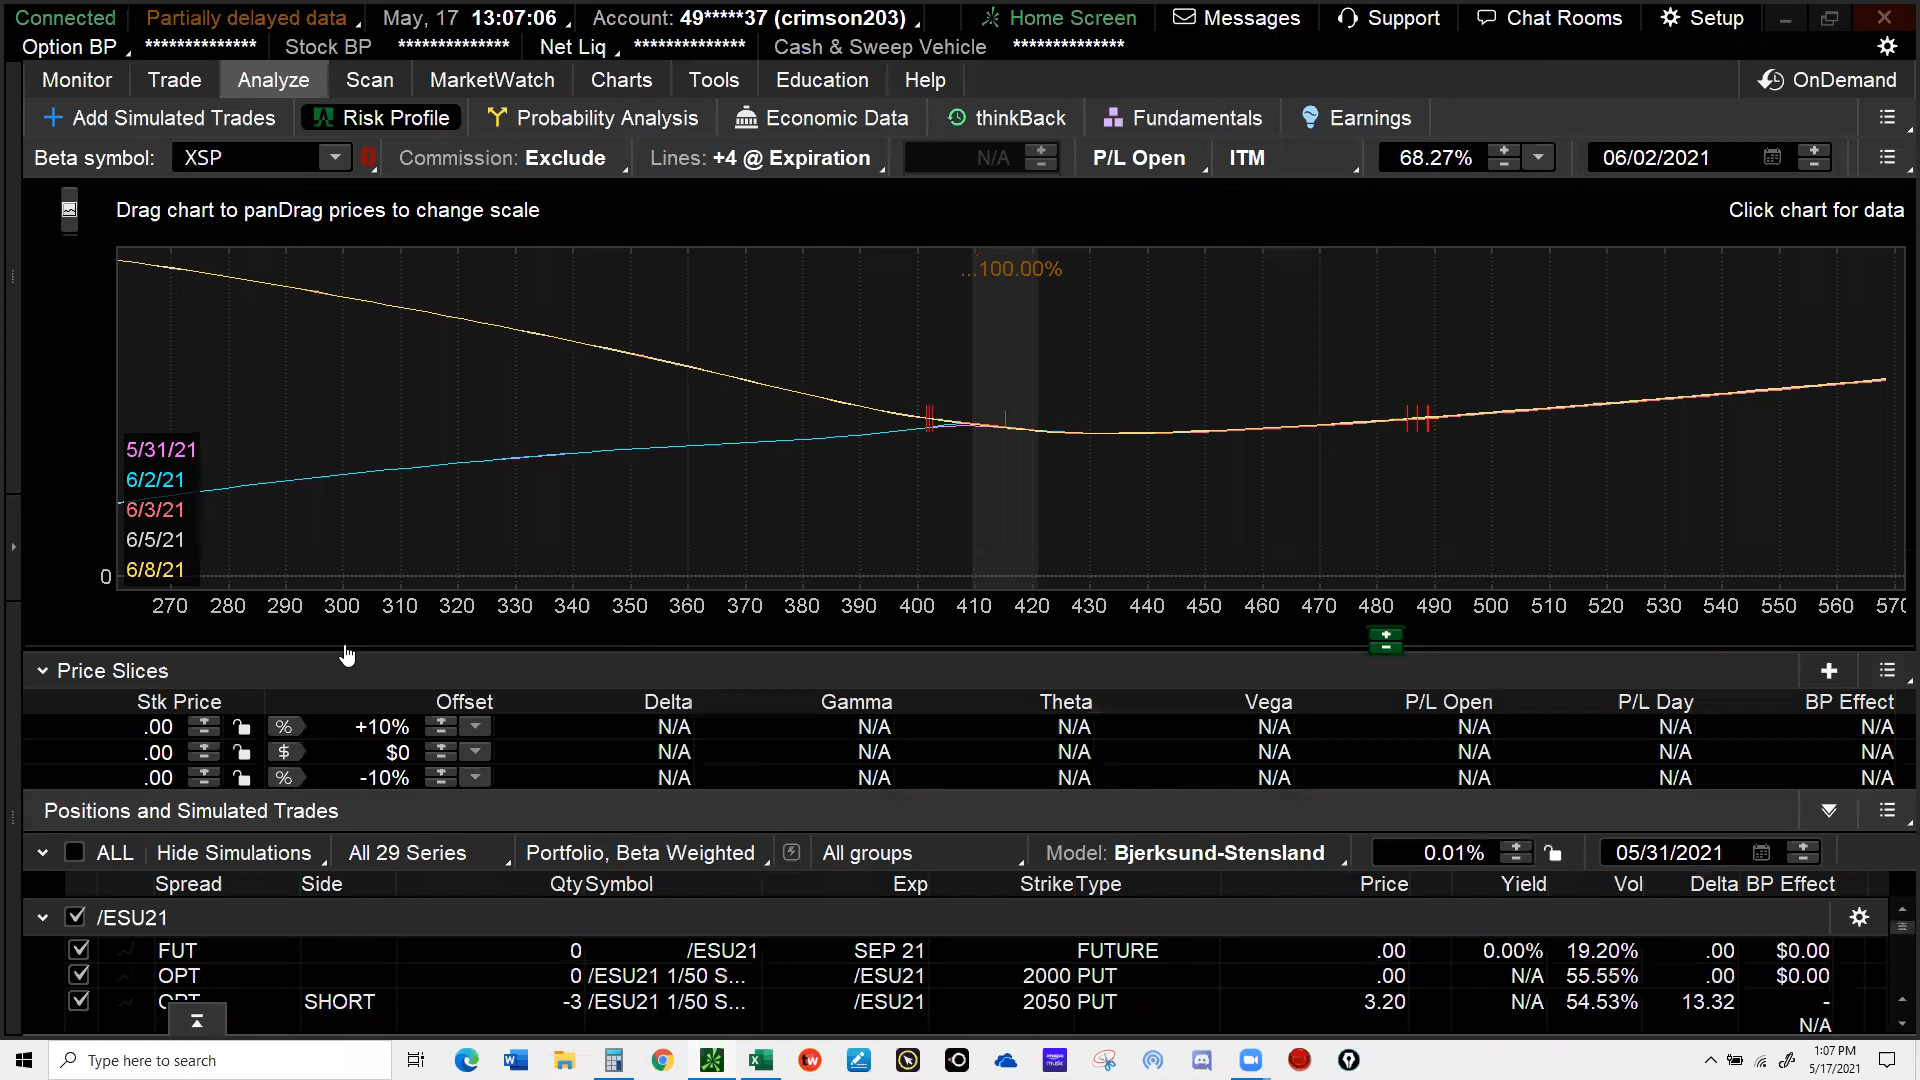 Connected Partially delayed data May, 17 13:07:06 Account: 49*****37 (crimson203) Home Screen Messages Support Chat Rooms Setup
Option BP ************** Stock BP ************** Net Liq ************** Cash & Sweep Vehicle **************
Monitor Trade Analyze Scan MarketWatch Charts Tools Education Help OnDemand
Add Simulated Trades Risk Profile Probability Analysis Economic Data thinkBack Fundamentals Earnings
Beta symbol: XSP Commission: Exclude Lines: +4 @ Expiration N/A P/L Open ITM 68.27% 06/02/2021
Drag chart to panDrag prices to change scale Click chart for data
...100.00%
5/31/21
6/2/21
6/3/21
6/5/21
6/8/21
0
270 280 290 300 310 320 330 340 350 360 370 380 390 400 410 420 430 440 450 460 470 480 490 500 510 520 530 540 550 560 570
Price Slices
Stk Price Offset Delta Gamma Theta Vega P/L Open P/L Day BP Effect
.00 % +10% N/A N/A N/A N/A N/A N/A N/A
.00 $ $0 N/A N/A N/A N/A N/A N/A N/A
.00 % -10% N/A N/A N/A N/A N/A N/A N/A
Positions and Simulated Trades
ALL Hide Simulations All 29 Series Portfolio, Beta Weighted All groups Model: Bjerksund-Stensland 0.01% 05/31/2021
Spread Side Qty Symbol Exp Strike Type Price Yield Vol Delta BP Effect
/ESU21
FUT 0 /ESU21 SEP 21 FUTURE .00 0.00% 19.20% .00 $0.00
OPT 0 /ESU21 1/50 S... /ESU21 2000 PUT .00 N/A 55.55% .00 $0.00
OPT SHORT -3 /ESU21 1/50 S... /ESU21 2050 PUT 3.20 N/A 54.53% 13.32 -
N/A
Type here to search
1:07 PM
5/17/2021